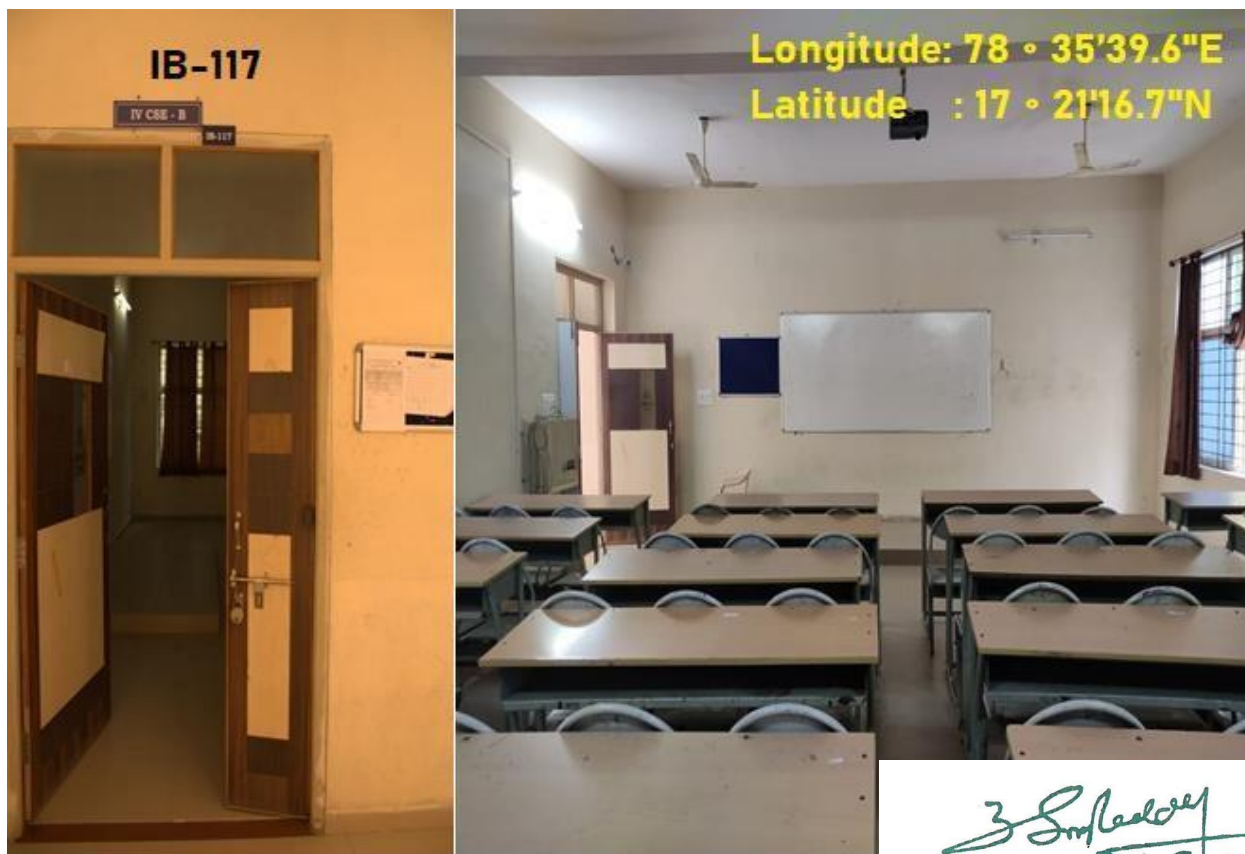 IB-117
IV CSE - B
IB-117
Longitude: 78 ∘ 35'39.6"E
Latitude : 17 ∘ 21'16.7"N